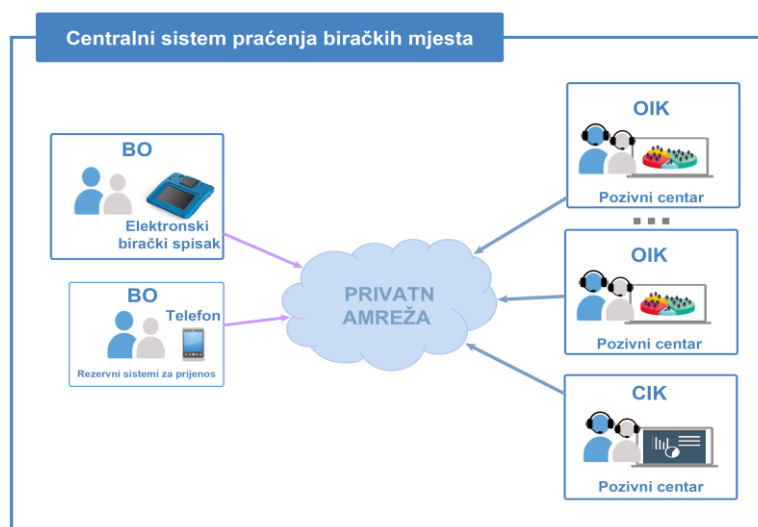 Centralni sistem praćenja biračkih mjesta
BO
Elektronski
birački spisak
BO
Telefon
Rezervni sistemi za prijenos
PRIVATN
AMREŽA
OIK
Pozivni centar
OIK
Pozivni centar
CIK
Pozivni centar